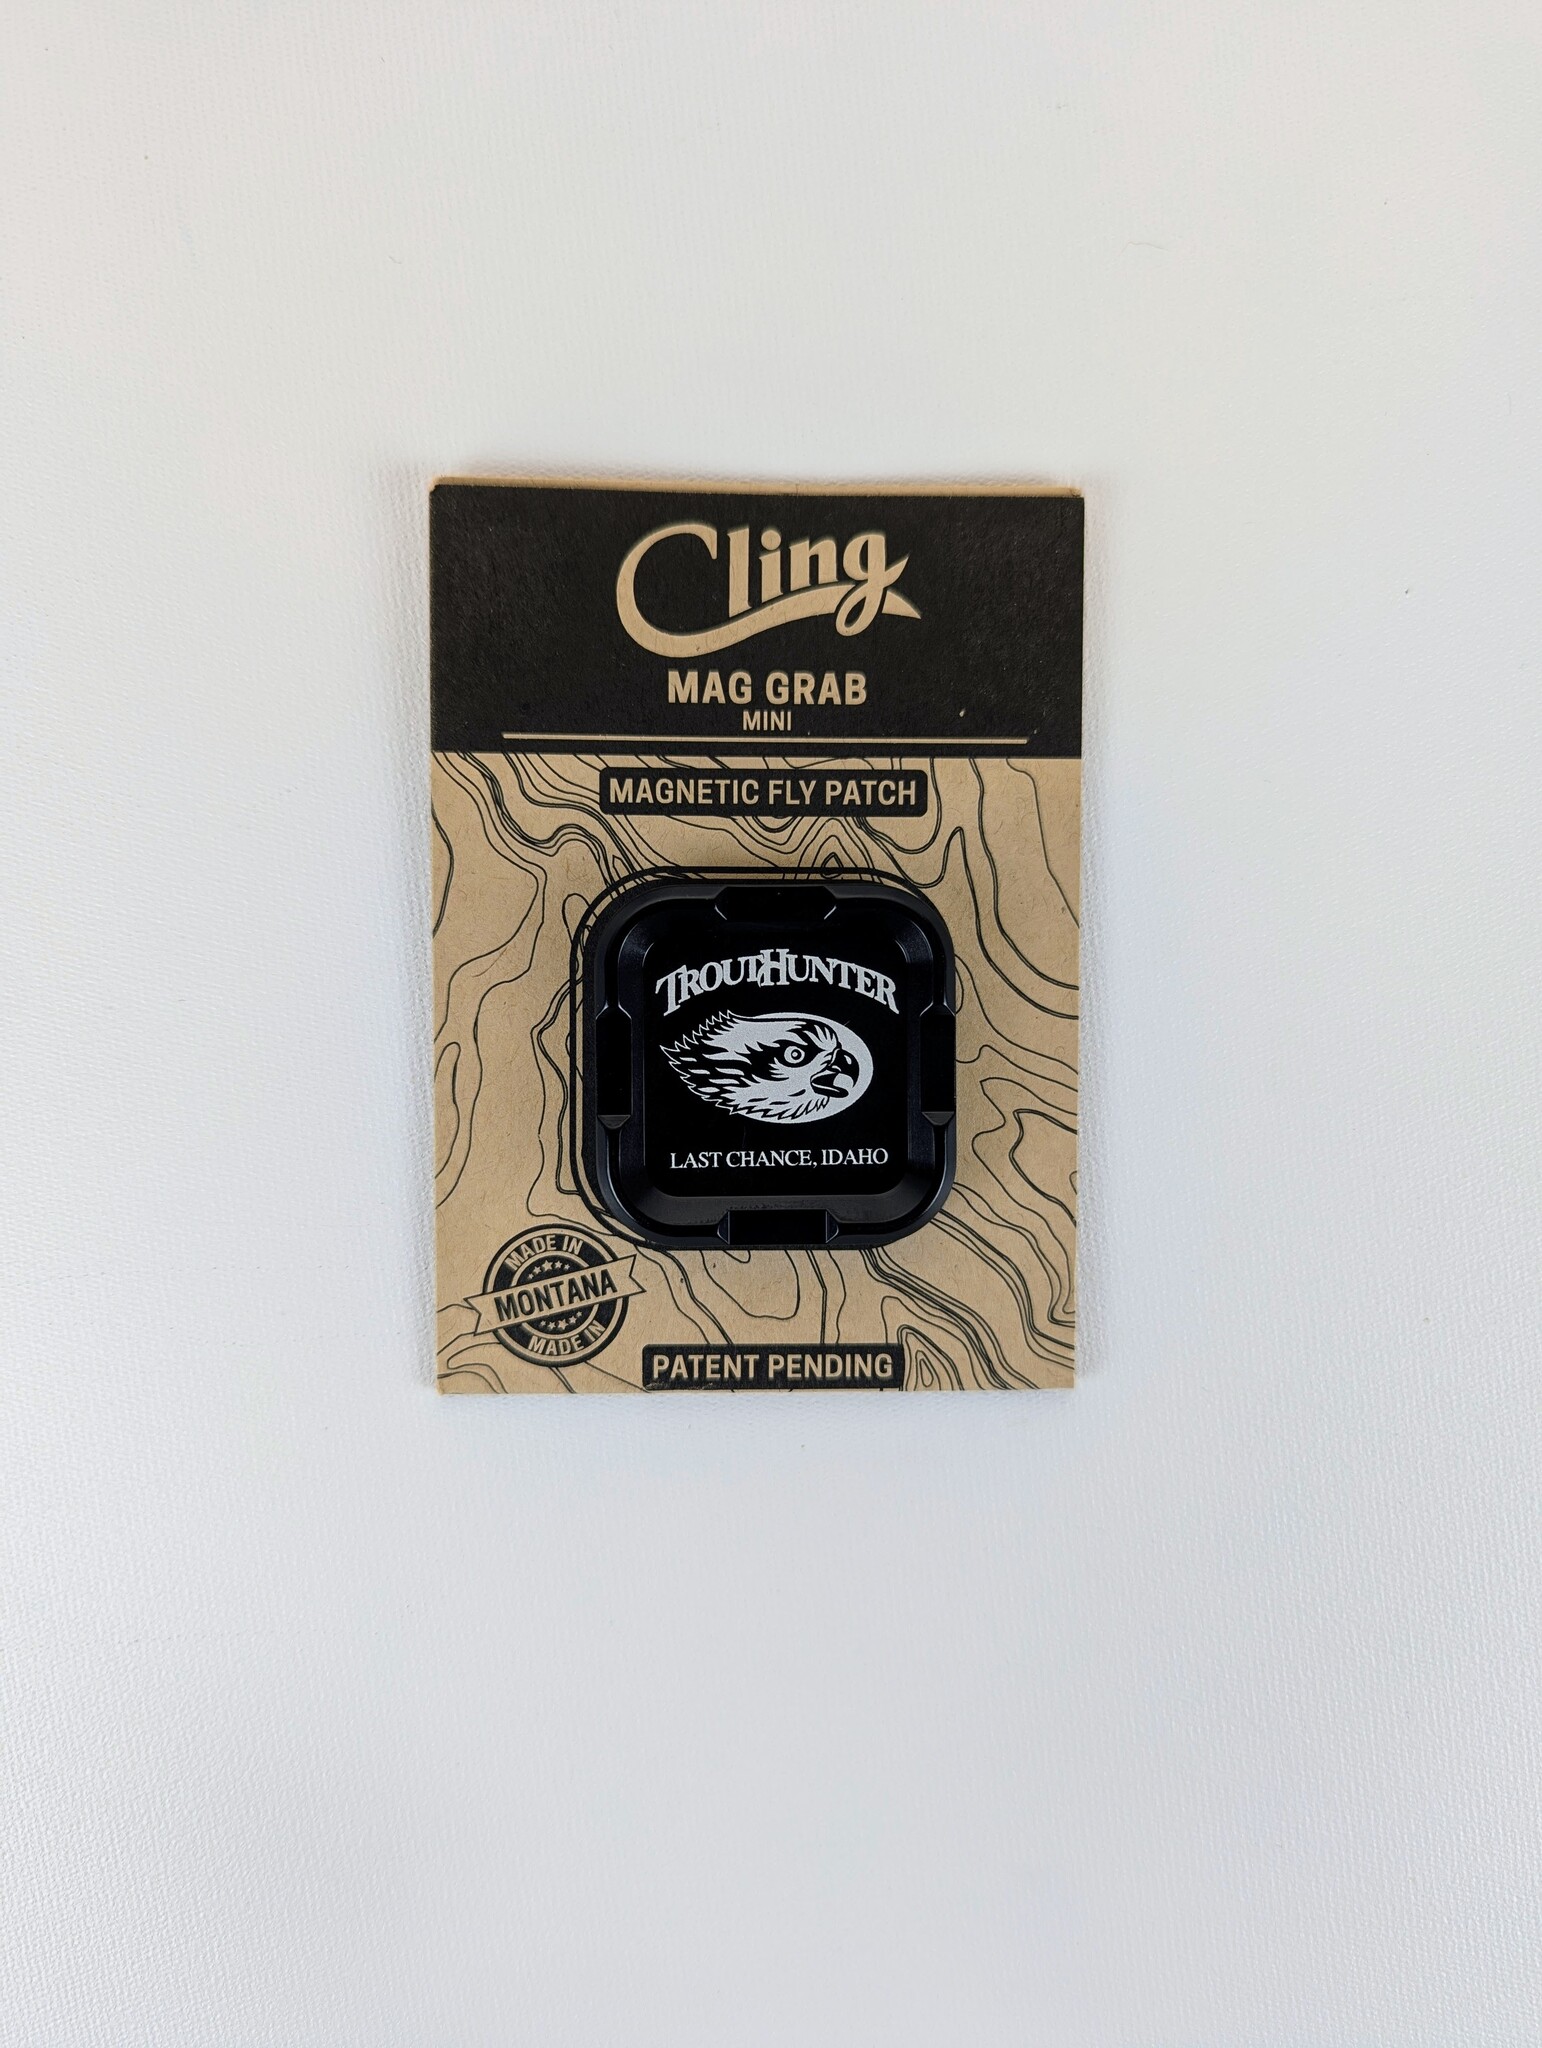 Cling
MAG GRAB
MINI
MAGNETIC FLY PATCH
TROUTHUNTER
LAST CHANCE, IDAHO
MADE IN
MONTANA
MADE IN
PATENT PENDING